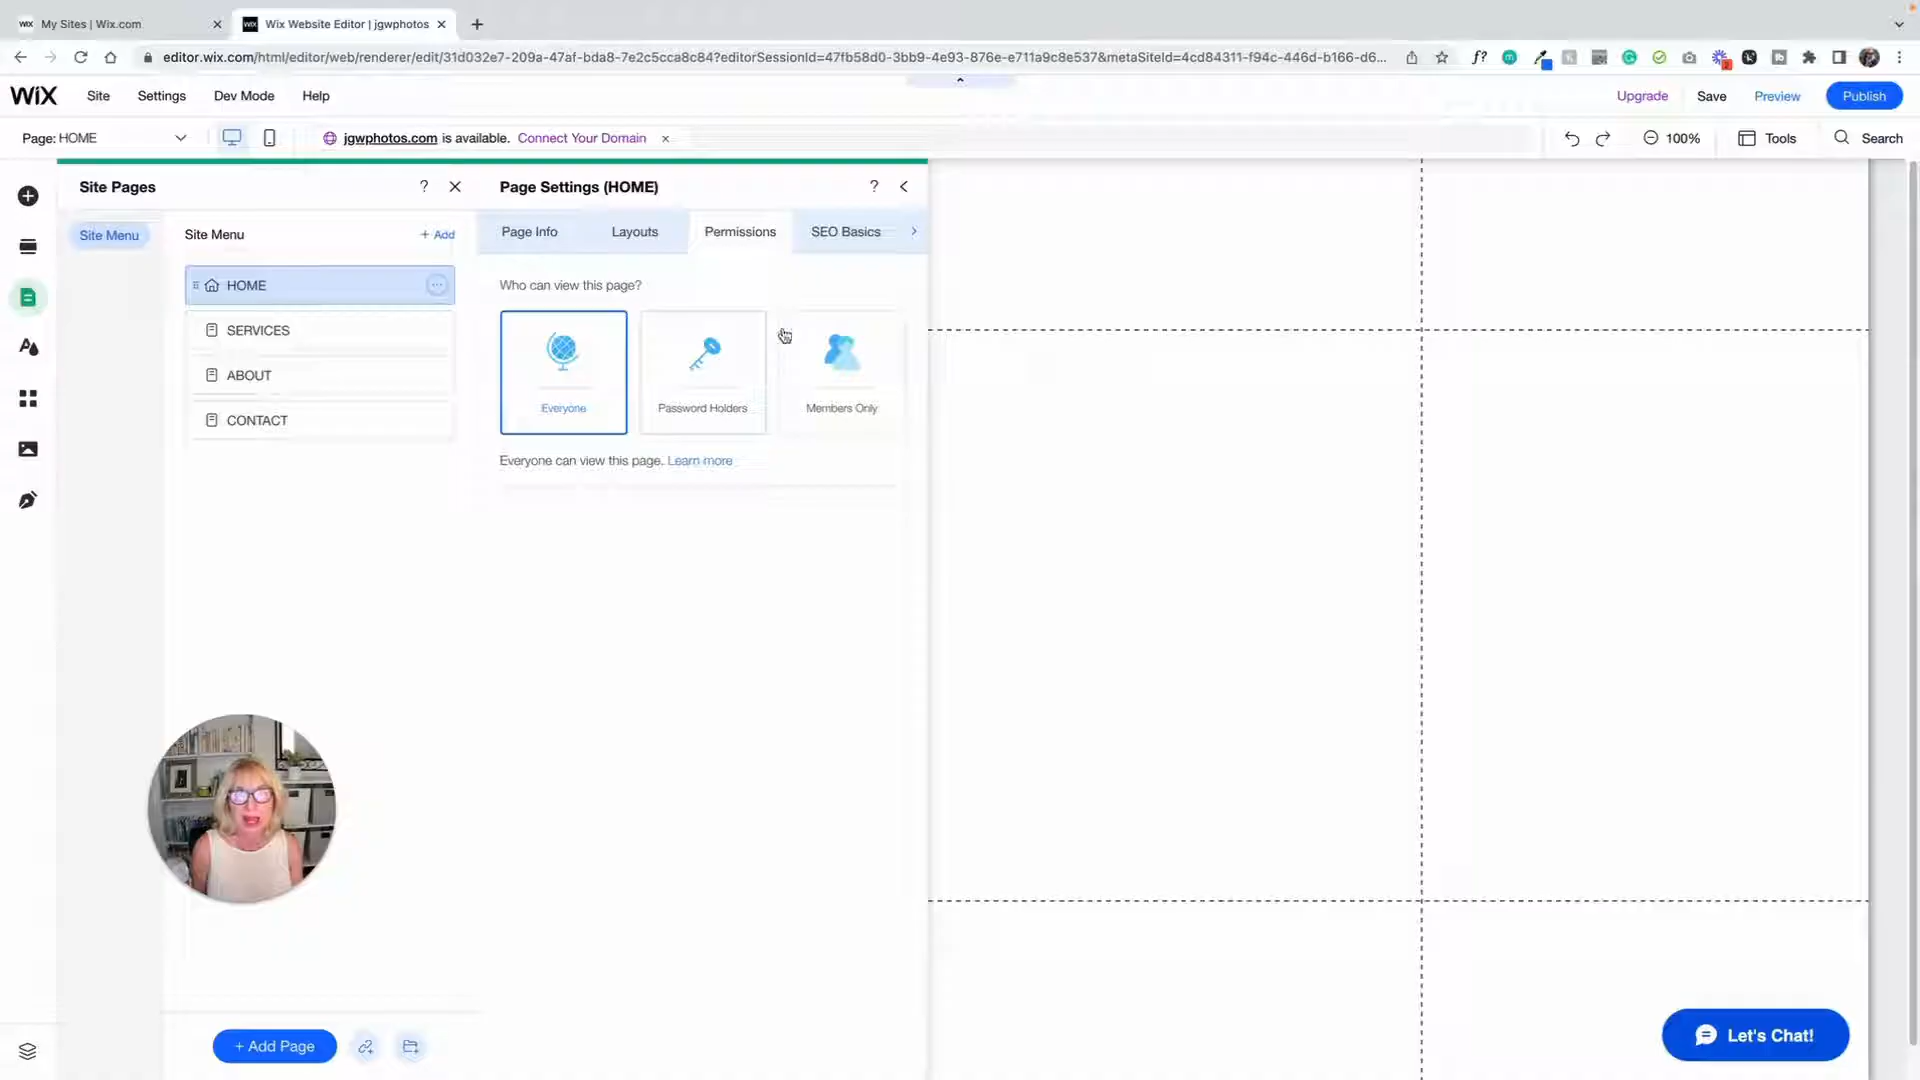 WiX My Sites | Wix.com ×
WiX Wix Website Editor | jgwphotos × +
editor.wix.com/html/editor/web/renderer/edit/31d032e7-209a-47af-bda8-7e2c5cca8c84?editorSessionId=47fb58d0-3bb9-4e93-876e-e711a9c8e537&metaSiteId=4cd84311-f94c-446d-b166-d6...
WiX Site Settings Dev Mode Help Upgrade Save Preview Publish
Page: HOME
jgwphotos.com is available. Connect Your Domain ×
100% Tools Search
Site Pages ? ×
Page Settings (HOME) ?
Site Menu
Site Menu + Add
Page Info Layouts Permissions SEO Basics
HOME
SERVICES
ABOUT
CONTACT
Who can view this page?
Everyone Password Holders Members Only
Everyone can view this page. Learn more
+ Add Page
Let's Chat!